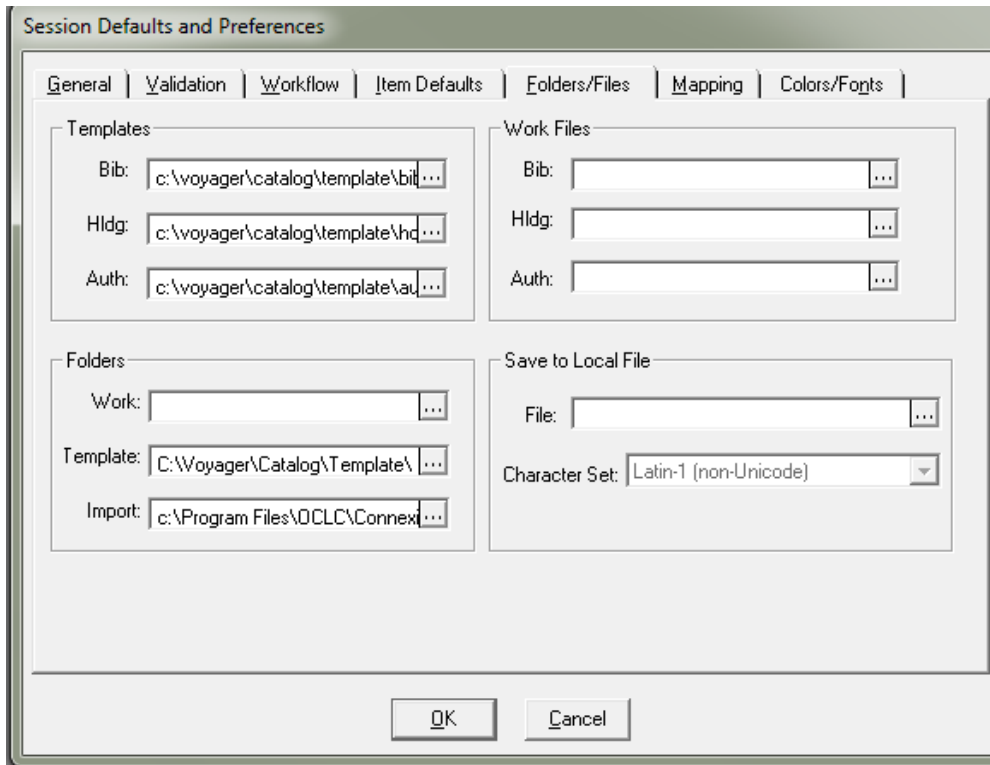 Session Defaults and Preferences
General Validation Workflow Item Defaults Folders/Files Mapping Colors/Fonts
Templates
Bib: c:\voyager\catalog\template\bib ...
Hldg: c:\voyager\catalog\template\ho ...
Auth: c:\voyager\catalog\template\au ...
Work Files
Bib: ...
Hldg: ...
Auth: ...
Folders
Work: ...
Template: C:\Voyager\Catalog\Template\ ...
Import: c:\Program Files\OCLC\Connexi ...
Save to Local File
File: ...
Character Set: Latin-1 (non-Unicode)
OK Cancel